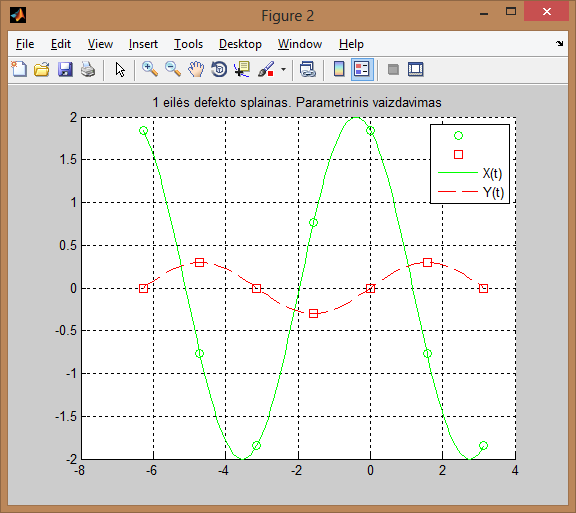 Figure 2
File Edit View Insert Tools Desktop Window Help
1 eilės defekto splainas. Parametrinis vaizdavimas
2
1.5
1
0.5
0
-0.5
-1
-1.5
-2
-8 -6 -4 -2 0 2 4
X(t)
Y(t)